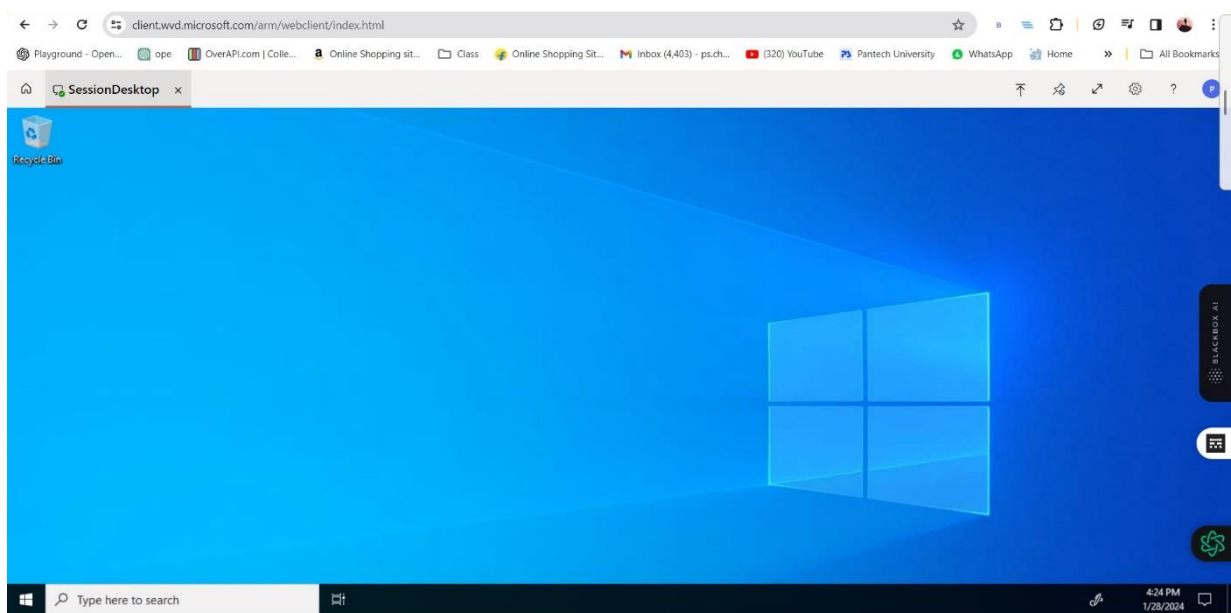 client.wvd.microsoft.com/arm/webclient/index.html
Playground - Open... ope OverAPI.com | Colle... Online Shopping sit... Class Online Shopping Sit... Inbox (4,403) - ps.ch... (320) YouTube Pantech University WhatsApp Home » All Bookmarks
SessionDesktop × ? P
Recycle Bin
BLACKBOX AI
Type here to search
4:24 PM
1/28/2024